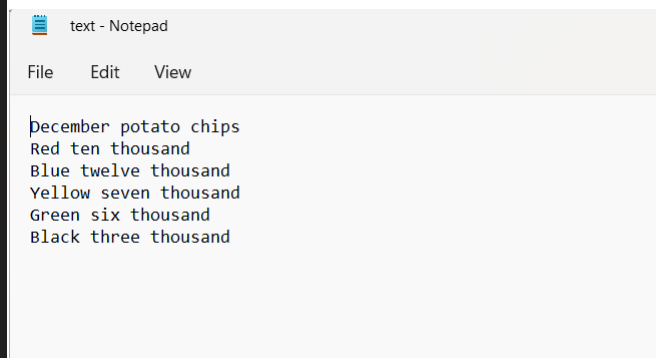 text - Notepad
File Edit View
December potato chips
Red ten thousand
Blue twelve thousand
Yellow seven thousand
Green six thousand
Black three thousand